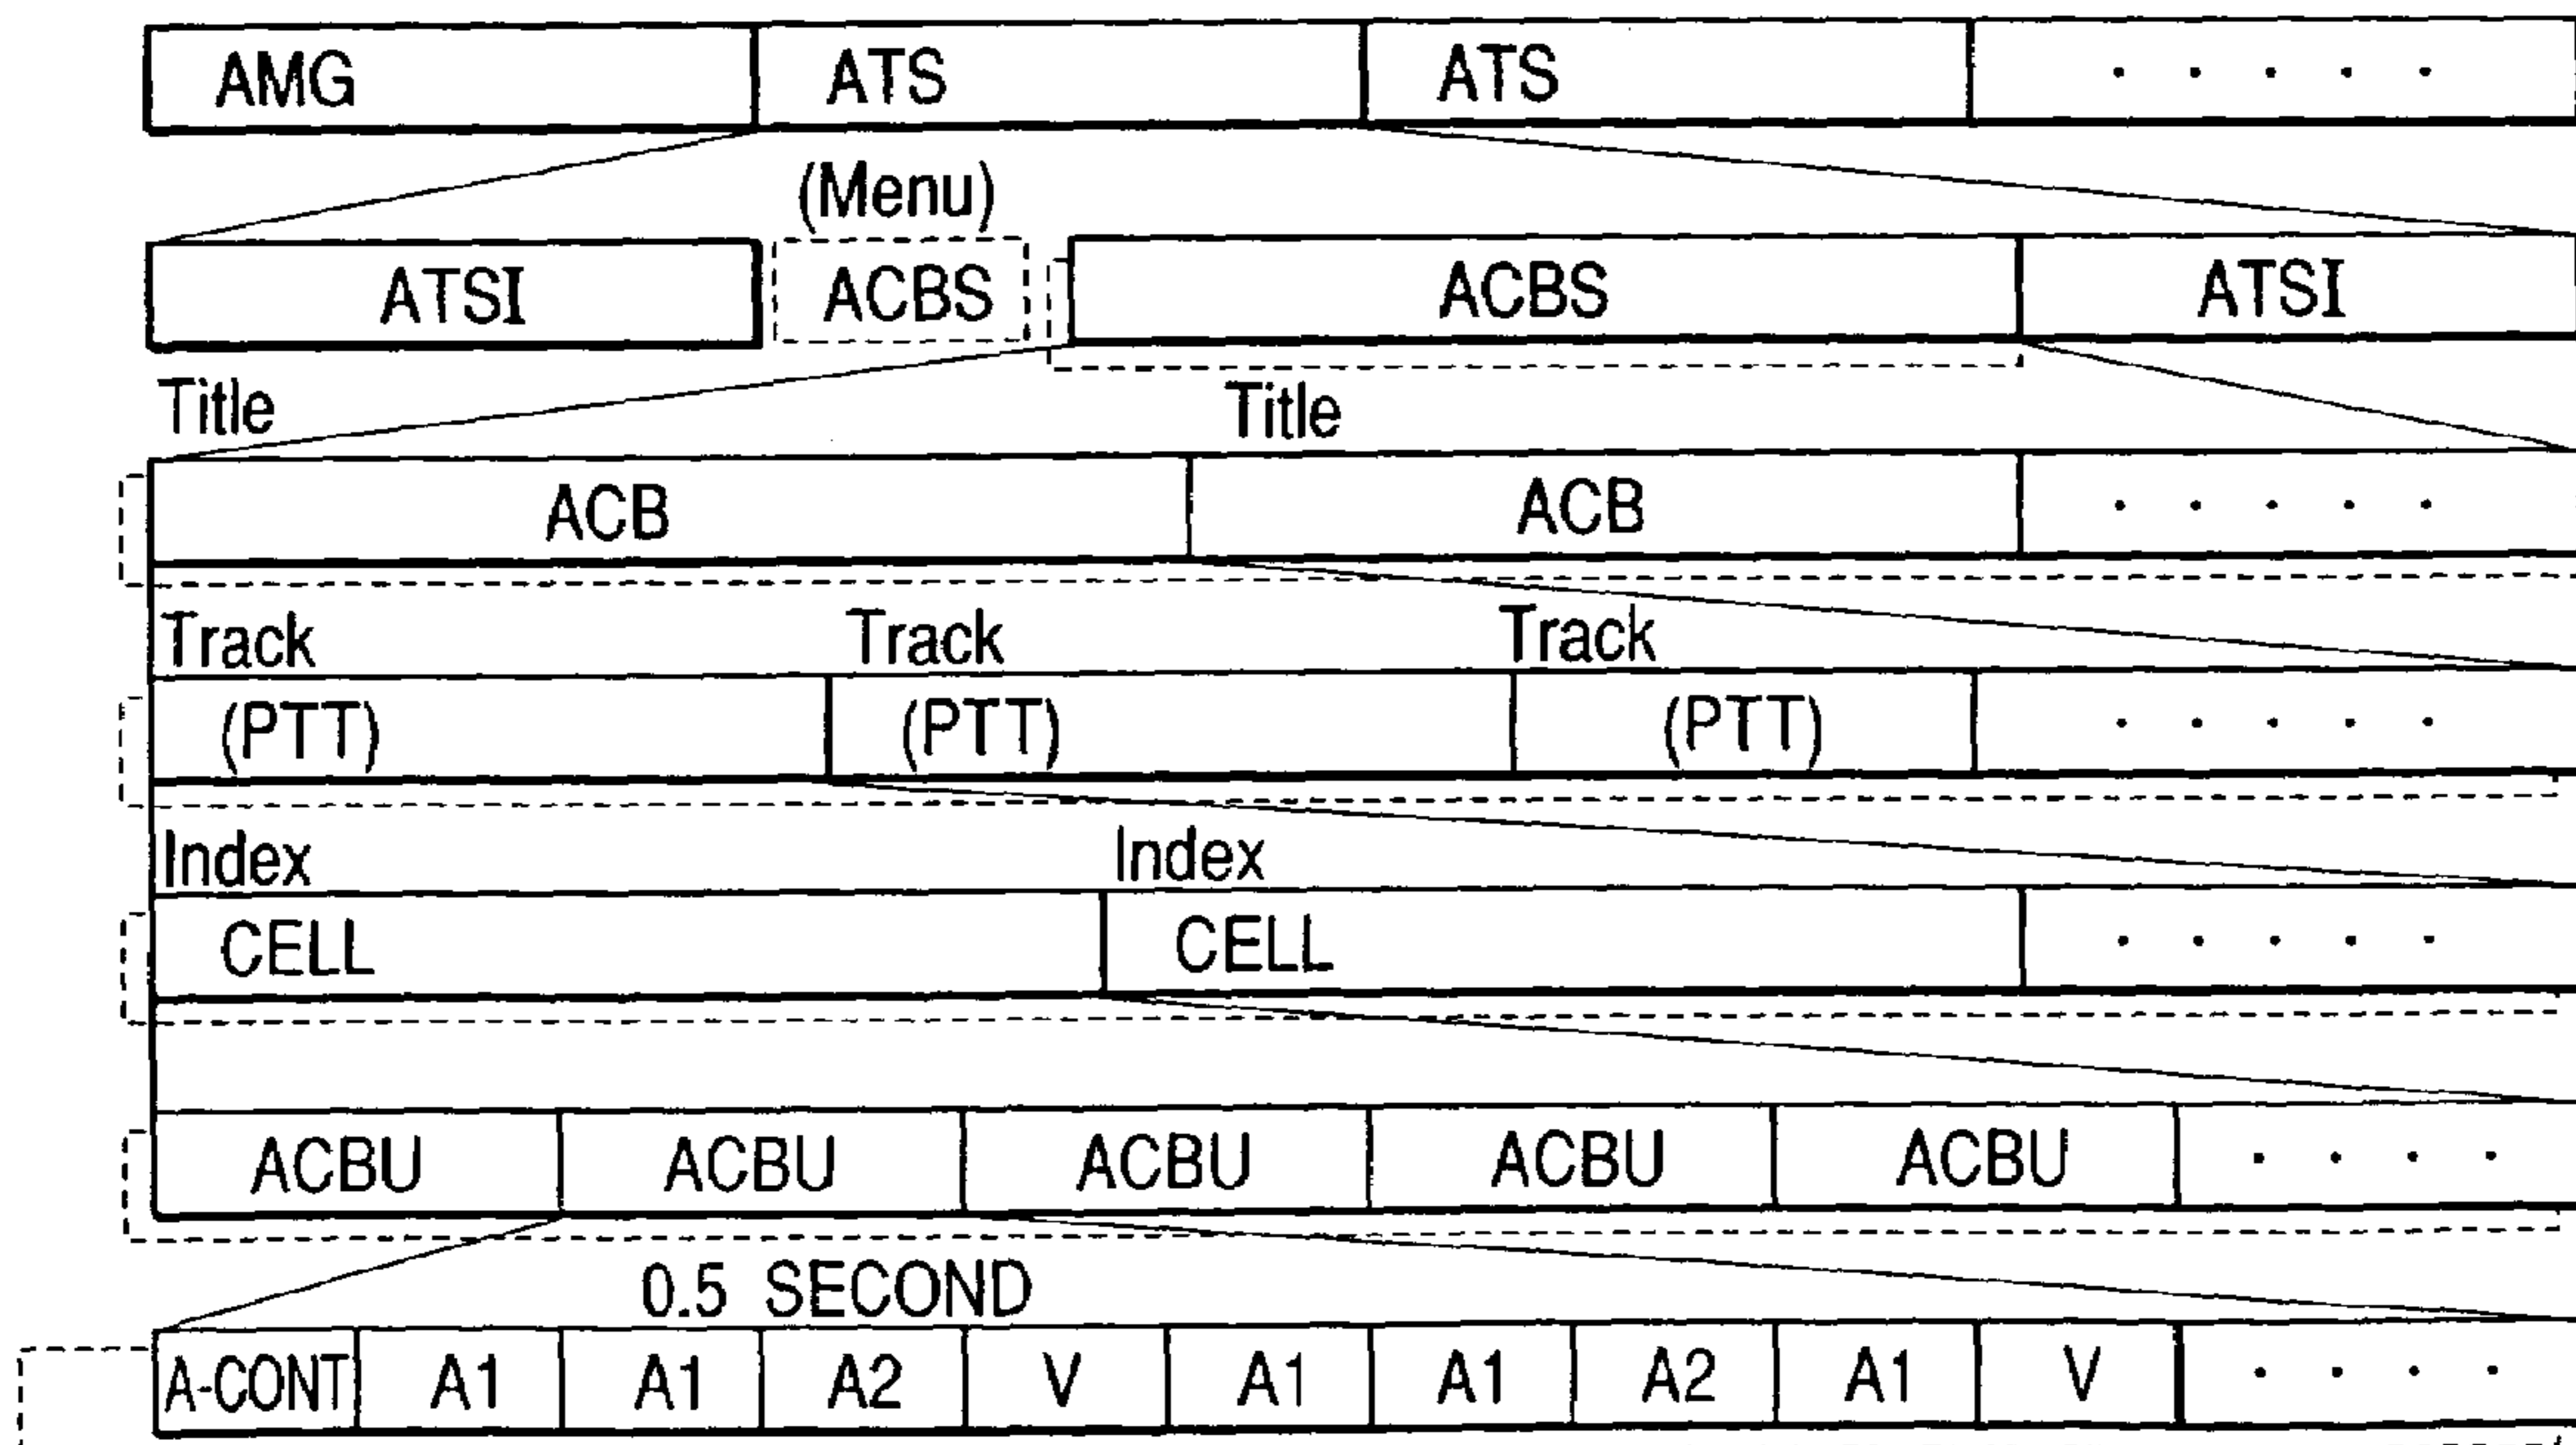 AMG ATS ATS . . . . .
(Menu)
ATSI ACBS ACBS ATSI
Title Title
ACB ACB . . . . .
Track Track Track
(PTT) (PTT) (PTT) . . . . .
Index Index
CELL CELL . . . . .
ACBU ACBU ACBU ACBU ACBU . . . .
0.5 SECOND
A-CONT A1 A1 A2 V A1 A1 A2 A1 V . . . .